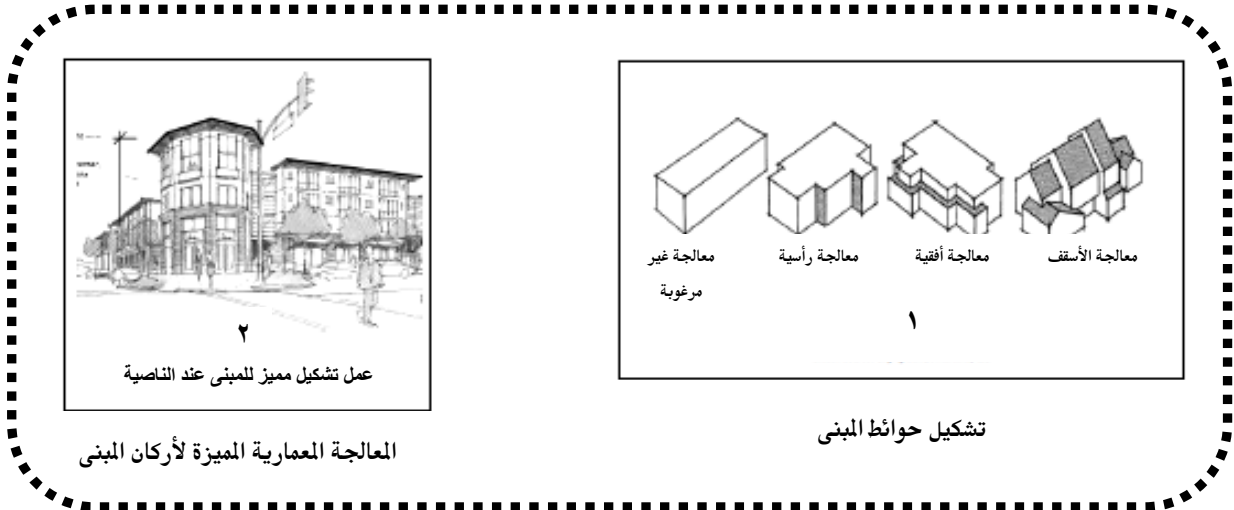 معالجة الأسقف
معالجة أفقية
معالجة رأسية
معالجة غير
مرغوبة
١
تشكيل حوائط المبنى
٢
عمل تشكيل مميز للمبنى عند الناصية
المعالجة المعمارية المميزة لأركان المبنى